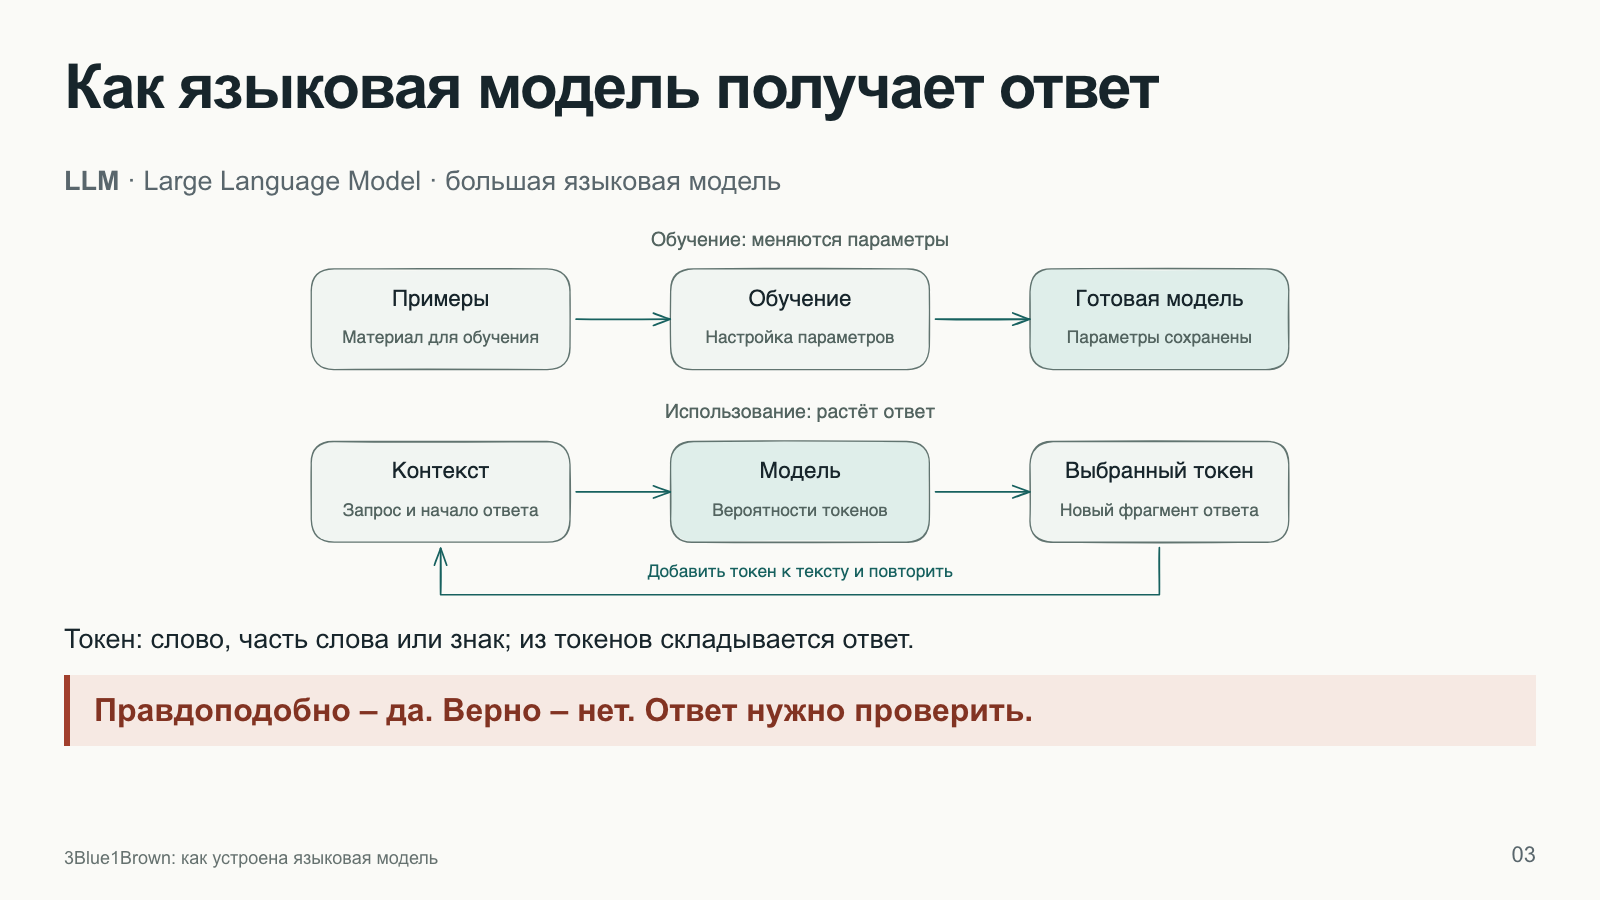 Как языковая модель получает ответ
LLM · Large Language Model · большая языковая модель
Обучение: меняются параметры
Примеры
Материал для обучения
Обучение
Настройка параметров
Готовая модель
Параметры сохранены
Использование: растёт ответ
Контекст
Запрос и начало ответа
Модель
Вероятности токенов
Выбранный токен
Новый фрагмент ответа
Добавить токен к тексту и повторить
Токен: слово, часть слова или знак; из токенов складывается ответ.
Правдоподобно – да. Верно – нет. Ответ нужно проверить.
3Blue1Brown: как устроена языковая модель
03